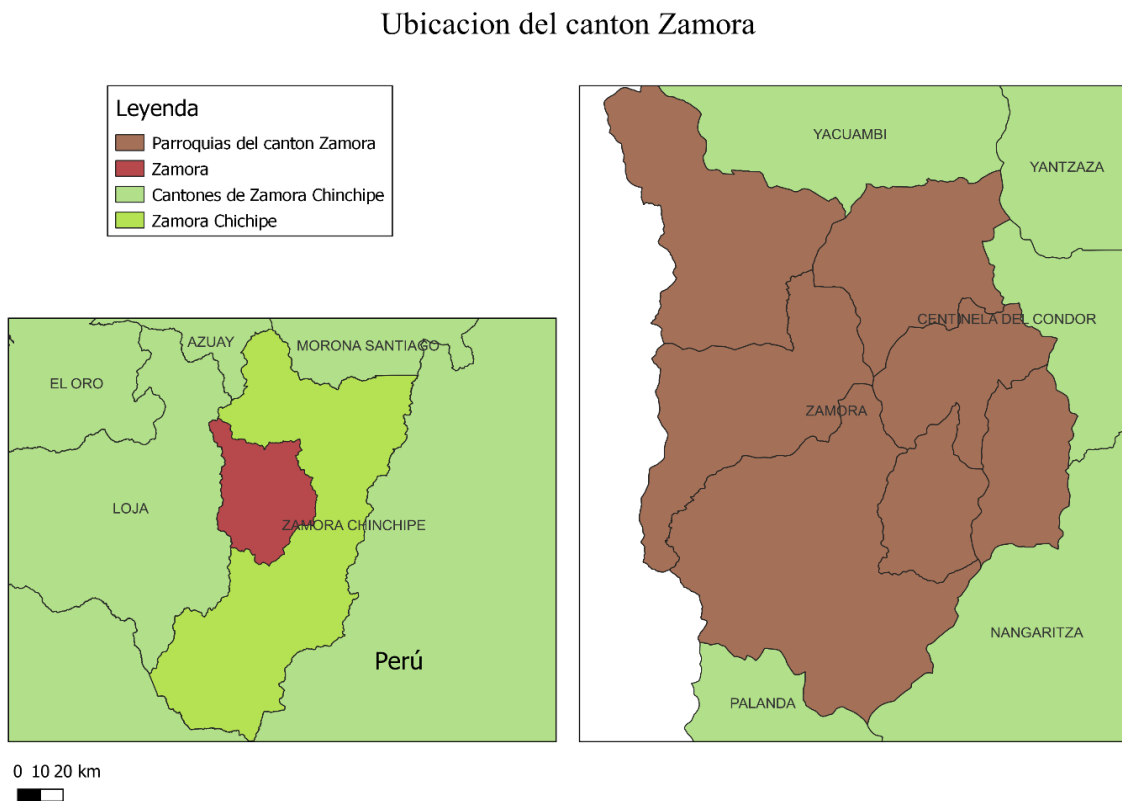 Ubicacion del canton Zamora
Leyenda
Parroquias del canton Zamora
Zamora
Cantones de Zamora Chinchipe
Zamora Chichipe
AZUAY
MORONA SANTIAGO
EL ORO
LOJA
ZAMORA CHINCHIPE
Perú
0 10 20 km
YACUAMBI
YANTZAZA
CENTINELA DEL CONDOR
ZAMORA
NANGARITZA
PALANDA